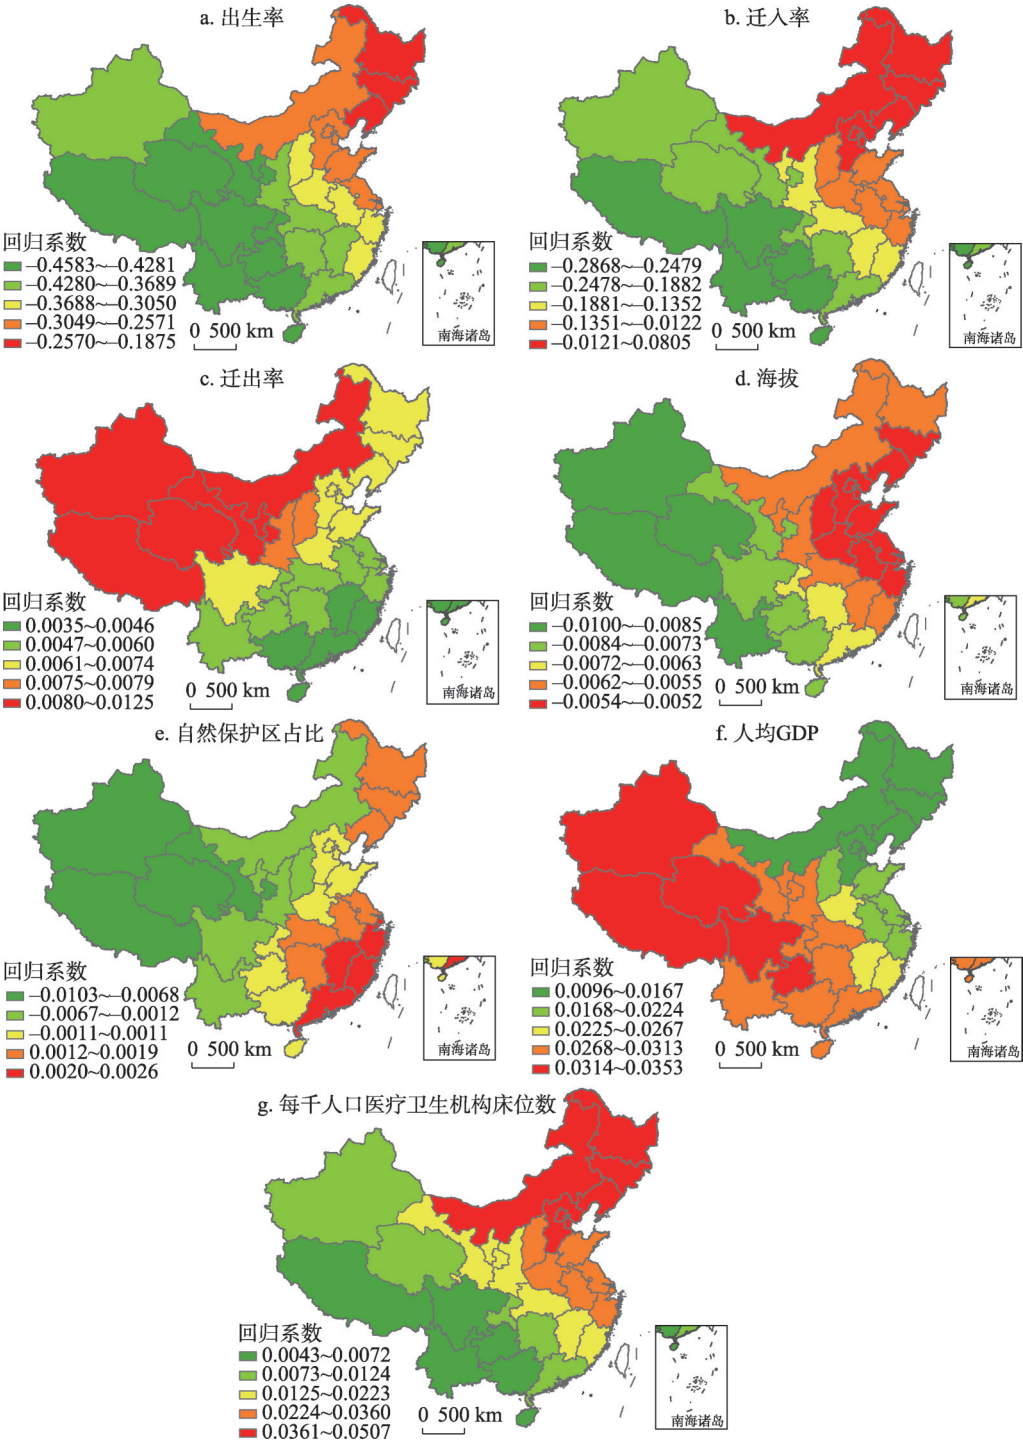 a. 出生率
回归系数
–0.4583~–0.4281
–0.4280~–0.3689
–0.3688~–0.3050
–0.3049~–0.2571
–0.2570~–0.1875
0 500 km
南海诸岛
b. 迁入率
回归系数
–0.2868~–0.2479
–0.2478~–0.1882
–0.1881~–0.1352
–0.1351~–0.0122
–0.0121~0.0805
0 500 km
南海诸岛
c. 迁出率
回归系数
0.0035~0.0046
0.0047~0.0060
0.0061~0.0074
0.0075~0.0079
0.0080~0.0125
0 500 km
南海诸岛
d. 海拔
回归系数
–0.0100~–0.0085
–0.0084~–0.0073
–0.0072~–0.0063
–0.0062~–0.0055
–0.0054~–0.0052
0 500 km
南海诸岛
e. 自然保护区占比
回归系数
–0.0103~–0.0068
–0.0067~–0.0012
–0.0011~0.0011
0.0012~0.0019
0.0020~0.0026
0 500 km
南海诸岛
f. 人均GDP
回归系数
0.0096~0.0167
0.0168~0.0224
0.0225~0.0267
0.0268~0.0313
0.0314~0.0353
0 500 km
南海诸岛
g. 每千人口医疗卫生机构床位数
回归系数
0.0043~0.0072
0.0073~0.0124
0.0125~0.0223
0.0224~0.0360
0.0361~0.0507
0 500 km
南海诸岛